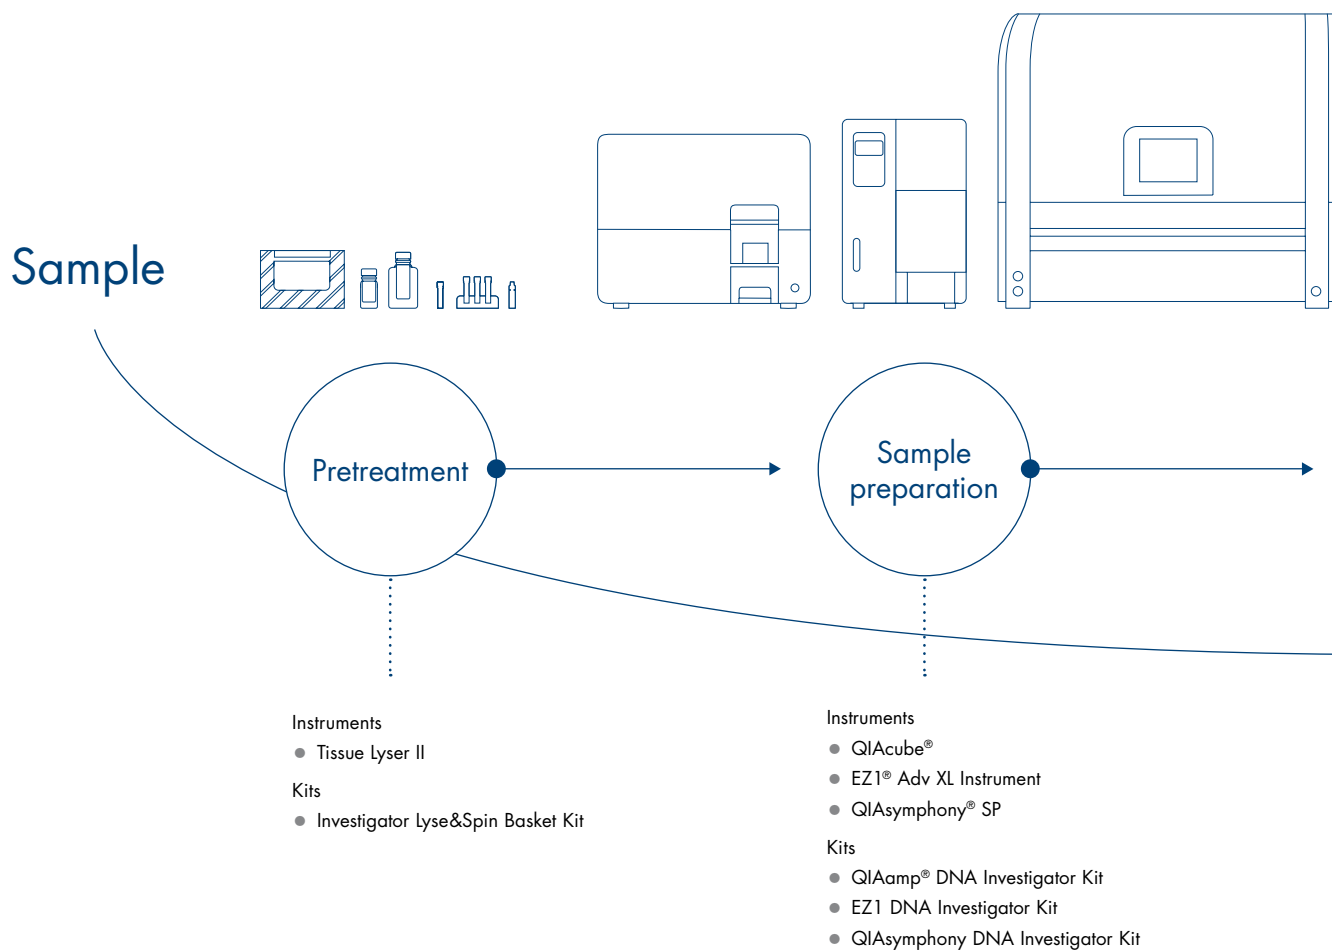 Sample
Pretreatment
Sample
preparation
Instruments
● Tissue Lyser II
Kits
● Investigator Lyse&Spin Basket Kit
Instruments
● QIAcube®
● EZ1® Adv XL Instrument
● QIAsymphony® SP
Kits
● QIAamp® DNA Investigator Kit
● EZ1 DNA Investigator Kit
● QIAsymphony DNA Investigator Kit